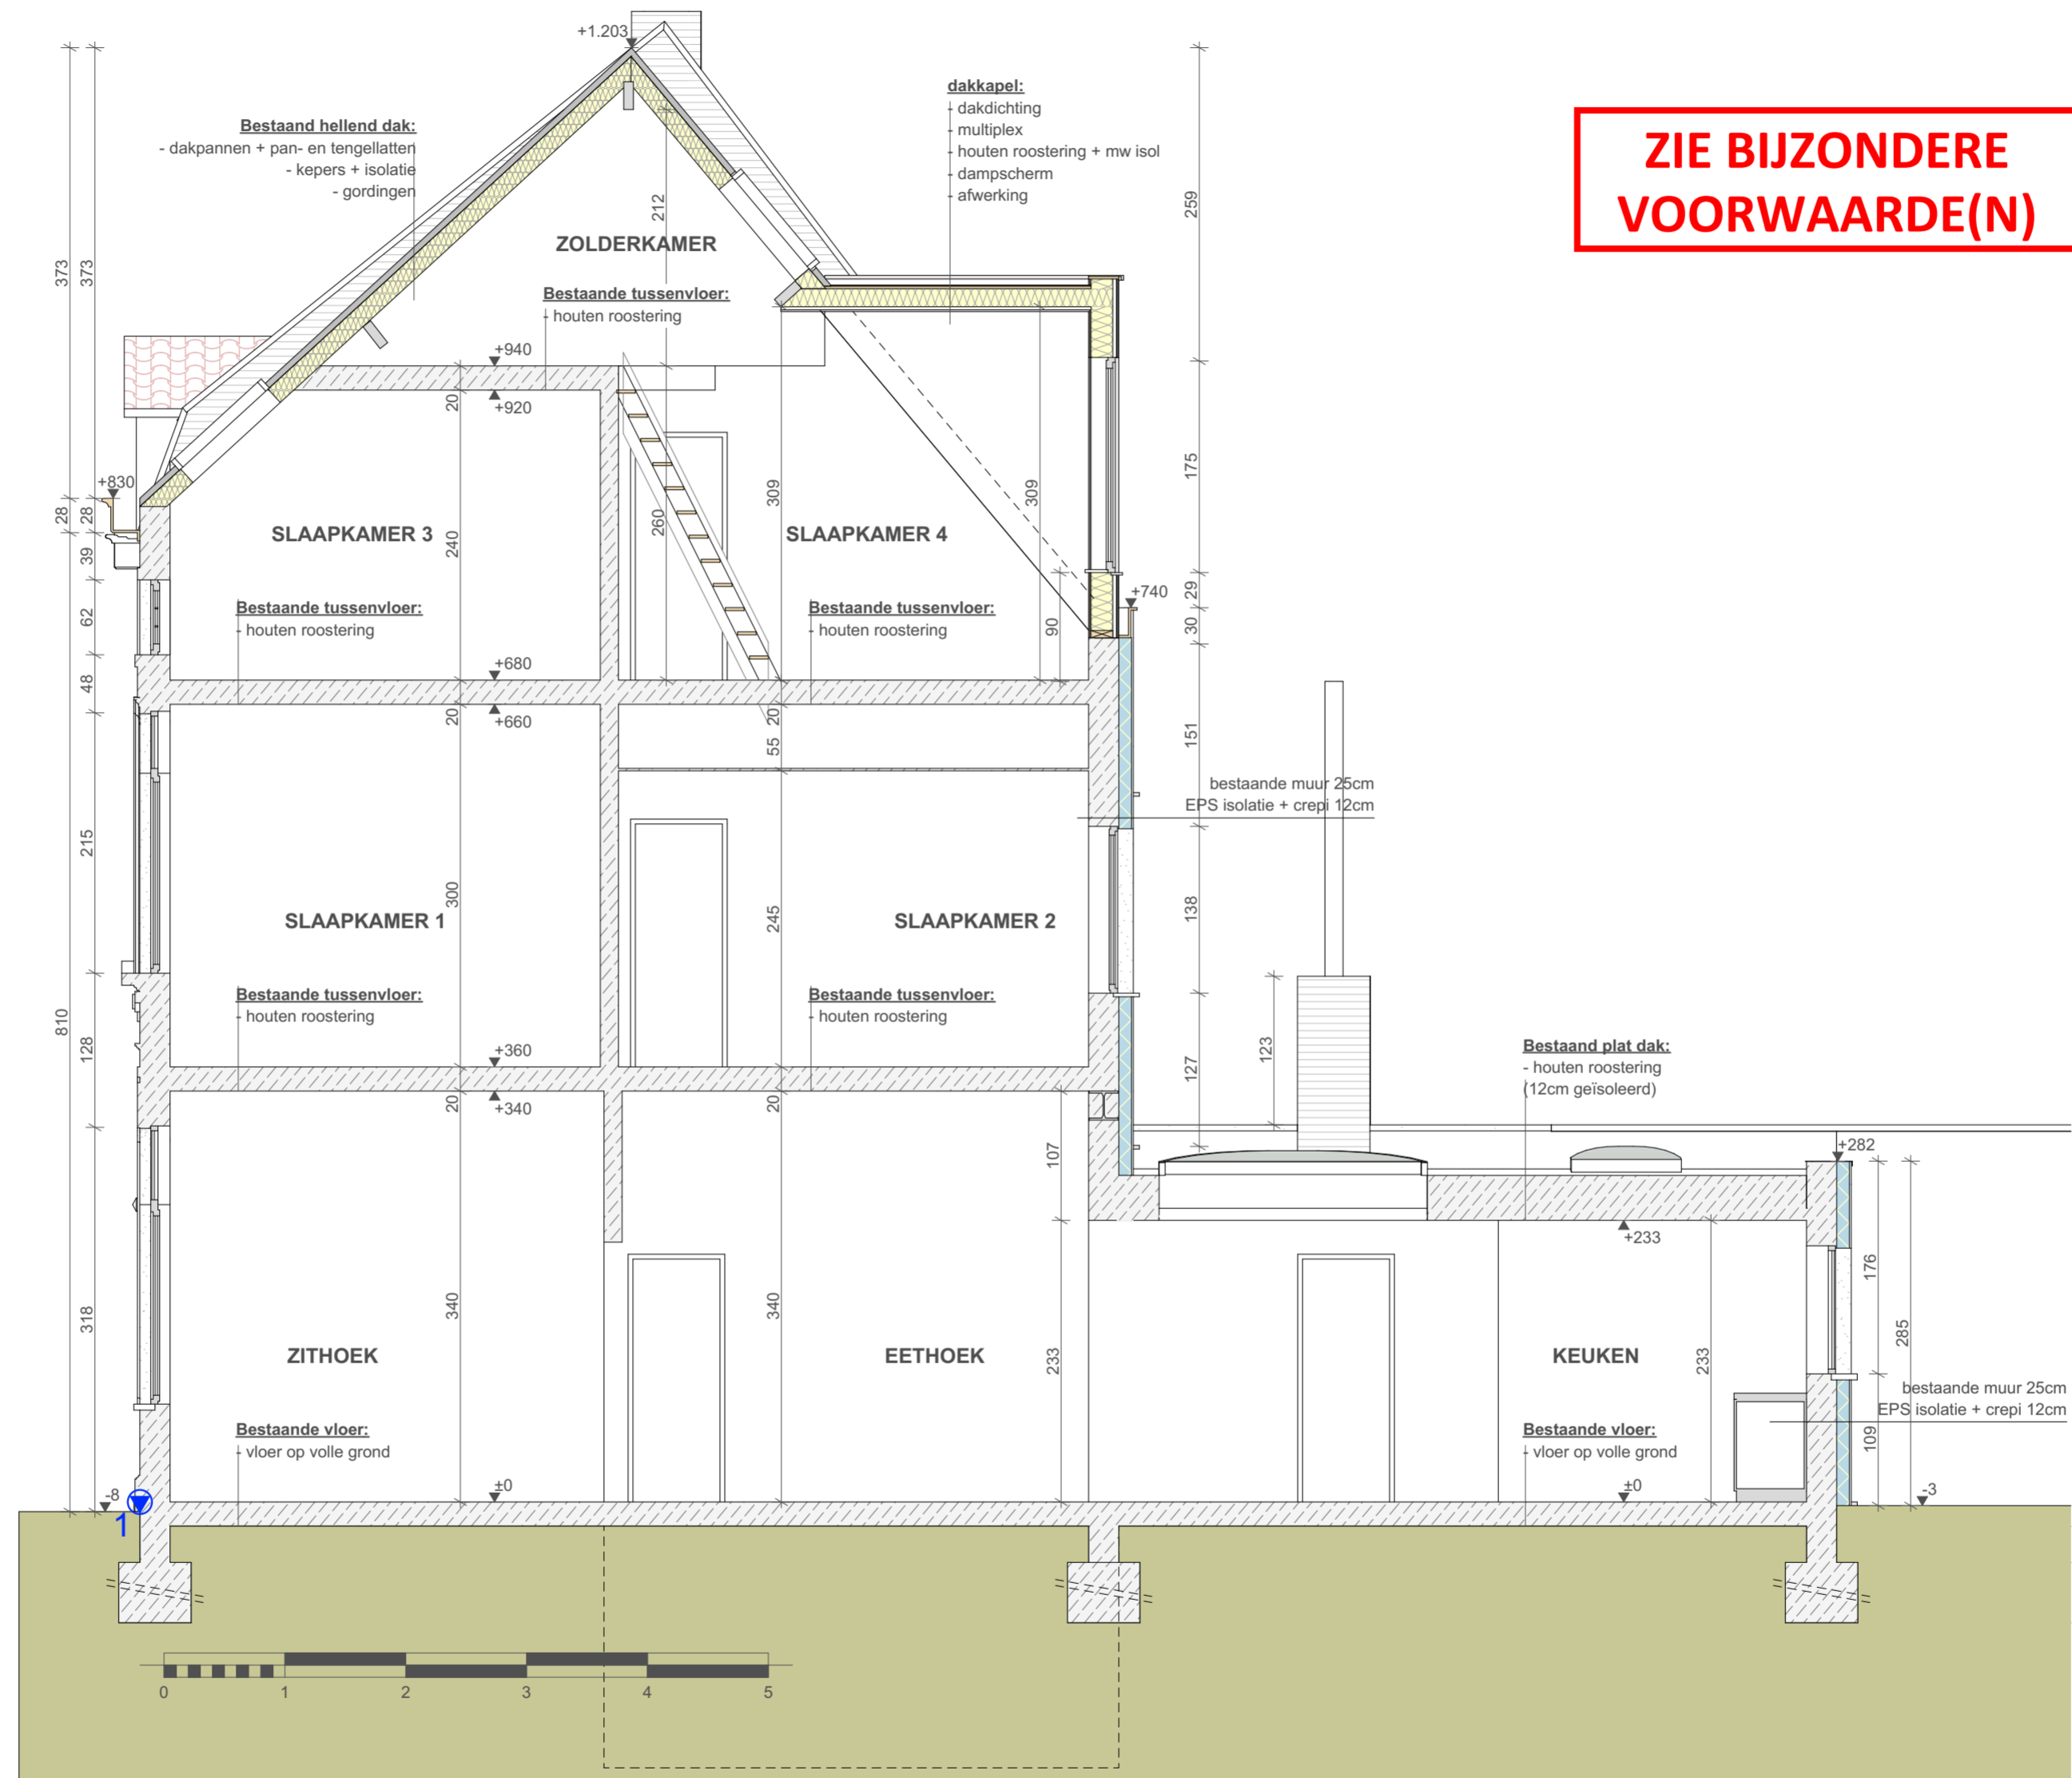 +1.203
dakkapel:
- dakdichting
- multiplex
- houten roostering + mw isol
- dampscherm
- afwerking
ZIE BIJZONDERE
VOORWAARDE(N)
Bestaand hellend dak:
- dakpannen + pan- en tengellatten
- kepers + isolatie
- gordingen
373
373
212
259
ZOLDERKAMER
Bestaande tussenvloer:
- houten roostering
+940
20
+920
+830
28
28
39
62
48
SLAAPKAMER 3
240
260
309
SLAAPKAMER 4
309
175
29
30
+740
90
Bestaande tussenvloer:
- houten roostering
Bestaande tussenvloer:
- houten roostering
+680
20
+660
20
55
151
bestaande muur 25cm
EPS isolatie + crepi 12cm
215
300
245
138
SLAAPKAMER 1
SLAAPKAMER 2
810
128
Bestaande tussenvloer:
- houten roostering
Bestaande tussenvloer:
- houten roostering
123
127
+360
20
+340
20
Bestaand plat dak:
- houten roostering
(12cm geïsoleerd)
107
+282
+233
176
285
318
340
340
233
233
ZITHOEK
EETHOEK
KEUKEN
bestaande muur 25cm
EPS isolatie + crepi 12cm
109
Bestaande vloer:
- vloer op volle grond
Bestaande vloer:
- vloer op volle grond
-8
±0
±0
-3
1
0 1 2 3 4 5